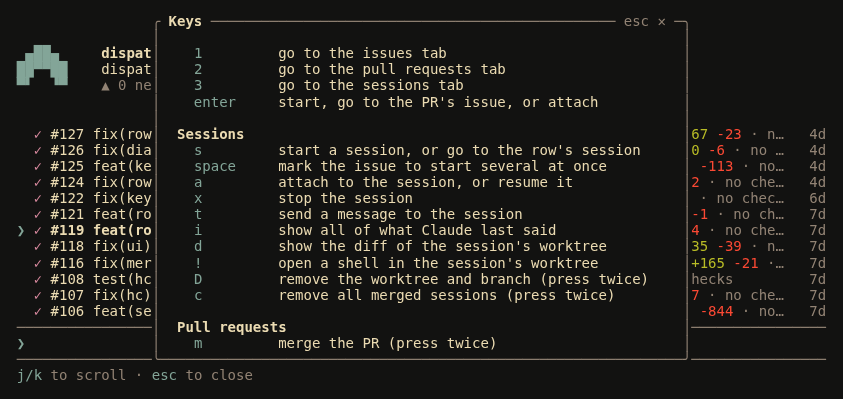 Keys esc ×
dispat 1 go to the issues tab
dispat 2 go to the pull requests tab
▲ 0 ne 3 go to the sessions tab
enter start, go to the PR's issue, or attach
✓ #127 fix(row Sessions 67 -23 · n… 4d
✓ #126 fix(dia s start a session, or go to the row's session 0 -6 · no … 4d
✓ #125 feat(ke space mark the issue to start several at once -113 · no… 4d
✓ #124 fix(row a attach to the session, or resume it 2 · no che… 4d
✓ #122 fix(key x stop the session · no chec… 6d
✓ #121 feat(ro t send a message to the session -1 · no ch… 7d
❯ ✓ #119 feat(ro i show all of what Claude last said 4 · no che… 7d
✓ #118 fix(ui) d show the diff of the session's worktree 35 -39 · n… 7d
✓ #116 fix(mer ! open a shell in the session's worktree +165 -21 ·… 7d
✓ #108 test(hc D remove the worktree and branch (press twice) hecks 7d
✓ #107 fix(hc) c remove all merged sessions (press twice) 7 · no che… 7d
✓ #106 feat(se -844 · no… 7d
Pull requests
❯ m merge the PR (press twice)
j/k to scroll · esc to close